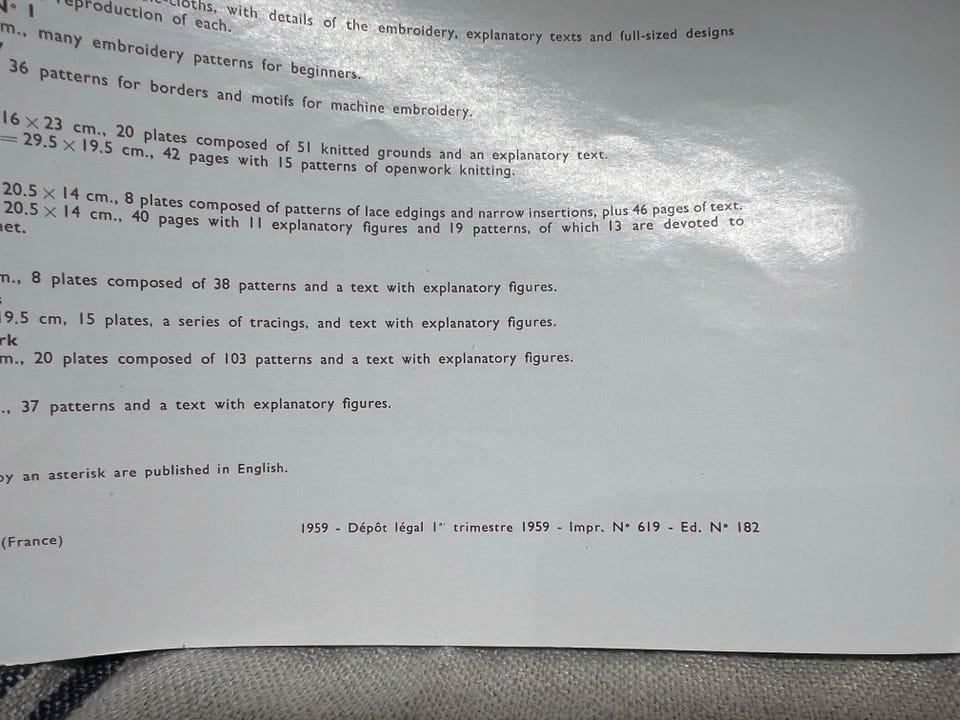 -cloths, with details of the embroidery, explanatory texts and full-sized designs
N° 1 reproduction of each.
m., many embroidery patterns for beginners.
36 patterns for borders and motifs for machine embroidery.
16 × 23 cm., 20 plates composed of 51 knitted grounds and an explanatory text.
= 29.5 × 19.5 cm., 42 pages with 15 patterns of openwork knitting.
20.5 × 14 cm., 8 plates composed of patterns of lace edgings and narrow insertions, plus 46 pages of text.
20.5 × 14 cm., 40 pages with 11 explanatory figures and 19 patterns, of which 13 are devoted to
net.
m., 8 plates composed of 38 patterns and a text with explanatory figures.
s
19.5 cm, 15 plates, a series of tracings, and text with explanatory figures.
rk
m., 20 plates composed of 103 patterns and a text with explanatory figures.
., 37 patterns and a text with explanatory figures.
by an asterisk are published in English.
1959 - Dépôt légal 1er trimestre 1959 - Impr. N° 619 - Ed. N° 182
(France)